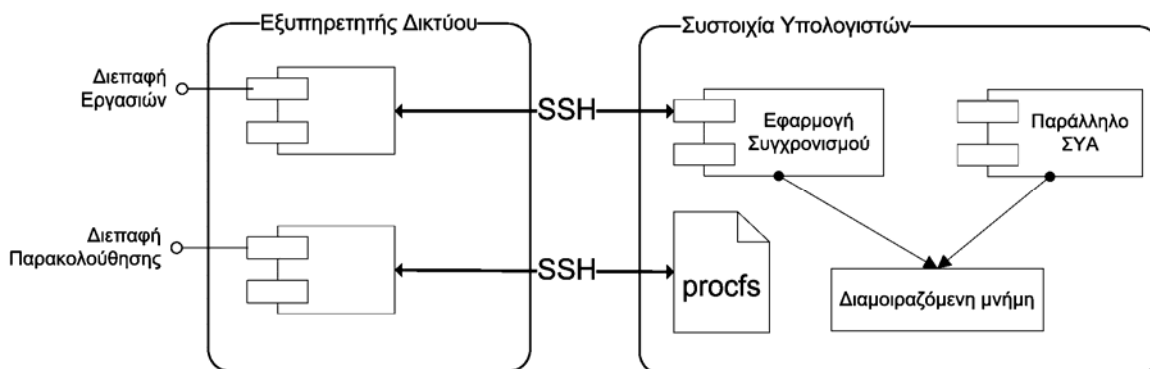 Εξυπηρετητής Δικτύου
Συστοιχία Υπολογιστών
Διεπαφή
Εργασιών
SSH
Εφαρμογή
Συγχρονισμού
Παράλληλο
ΣΥΑ
Διεπαφή
Παρακολούθησης
SSH
procfs
Διαμοιραζόμενη μνήμη